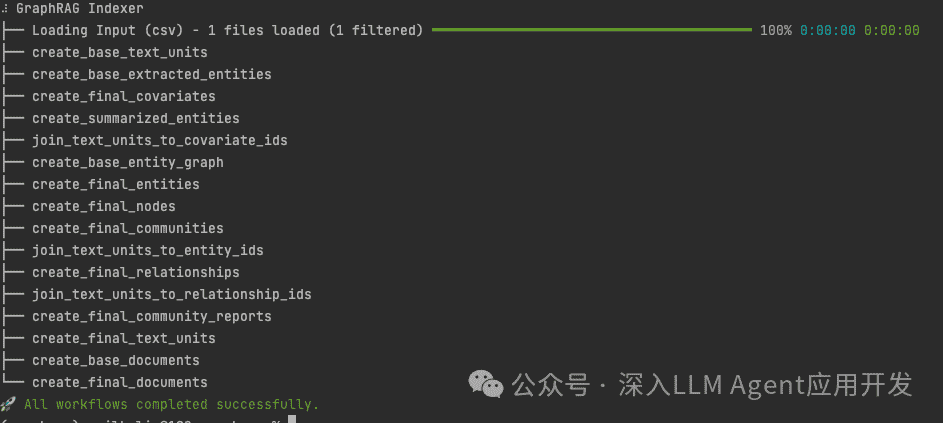 GraphRAG Indexer
├── Loading Input (csv) - 1 files loaded (1 filtered) ━━━━━━━━━━━━━━━━━━━━━━━━━━━━━━━━━━━━━━━━ 100% 0:00:00 0:00:00
├── create_base_text_units
├── create_base_extracted_entities
├── create_final_covariates
├── create_summarized_entities
├── join_text_units_to_covariate_ids
├── create_base_entity_graph
├── create_final_entities
├── create_final_nodes
├── create_final_communities
├── join_text_units_to_entity_ids
├── create_final_relationships
├── join_text_units_to_relationship_ids
├── create_final_community_reports
├── create_final_text_units
├── create_base_documents
└── create_final_documents
公众号 · 深入LLM Agent应用开发
🚀 All workflows completed successfully.